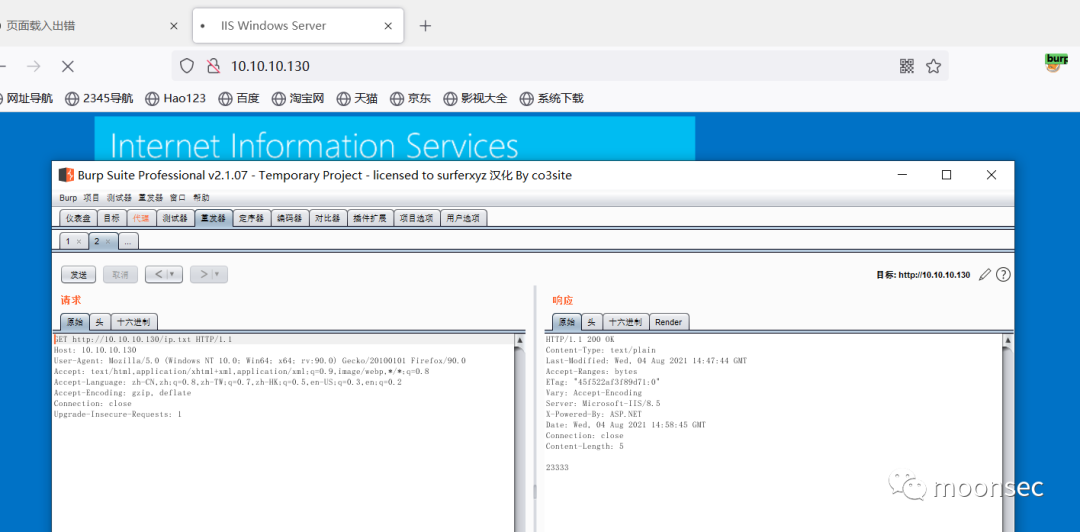 页面载入出错
IIS Windows Server
10.10.10.130
burp
网址导航 2345导航 Hao123 百度 淘宝网 天猫 京东 影视大全 系统下载
Internet Information Services
Burp Suite Professional v2.1.07 - Temporary Project - licensed to surferxyz 汉化 By co3site
Burp 项目 测试器 重发器 窗口 帮助
仪表盘 目标 代理 测试器 重发器 定序器 编码器 对比器 插件扩展 项目选项 用户选项
1 × 2 × ...
发送 取消 < ▼ > ▼ 目标: http://10.10.10.130 ?
请求
原始 头 十六进制
GET http://10.10.10.130/ip.txt HTTP/1.1
Host: 10.10.10.130
User-Agent: Mozilla/5.0 (Windows NT 10.0; Win64; x64; rv:90.0) Gecko/20100101 Firefox/90.0
Accept: text/html,application/xhtml+xml,application/xml;q=0.9,image/webp,*/*;q=0.8
Accept-Language: zh-CN,zh;q=0.8,zh-TW;q=0.7,zh-HK;q=0.5,en-US;q=0.3,en;q=0.2
Accept-Encoding: gzip, deflate
Connection: close
Upgrade-Insecure-Requests: 1
响应
原始 头 十六进制 Render
HTTP/1.1 200 OK
Content-Type: text/plain
Last-Modified: Wed, 04 Aug 2021 14:47:44 GMT
Accept-Ranges: bytes
ETag: "45f522af3f89d71:0"
Vary: Accept-Encoding
Server: Microsoft-IIS/8.5
X-Powered-By: ASP.NET
Date: Wed, 04 Aug 2021 14:58:45 GMT
Connection: close
Content-Length: 5
23333
moonsec